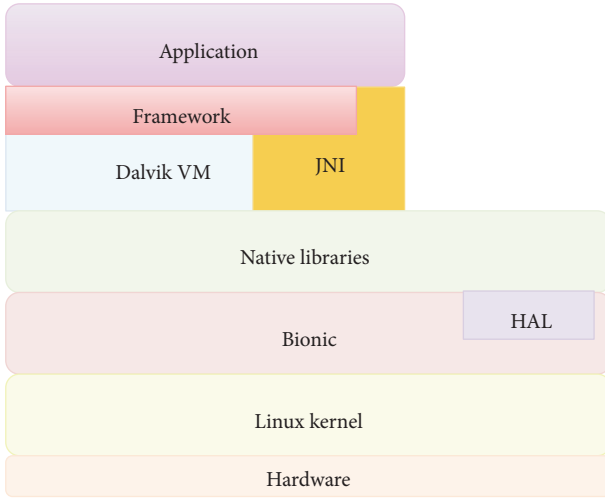 Application
Framework
Dalvik VM
JNI
Native libraries
HAL
Bionic
Linux kernel
Hardware